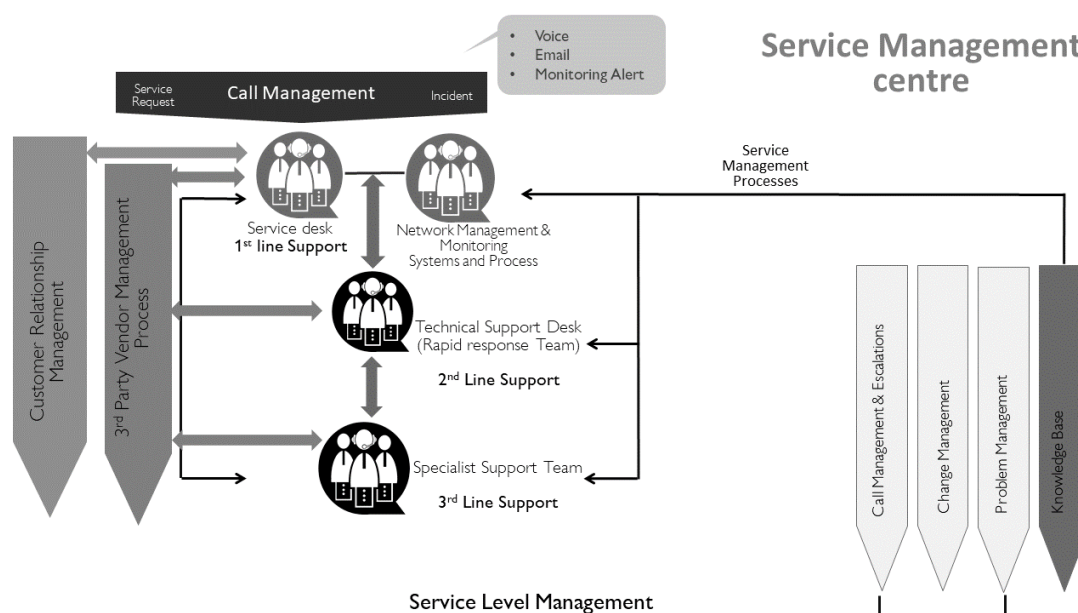 • Voice
• Email
• Monitoring Alert
Service Management
centre
Service
Request
Call Management
Incident
Service
Management
Processes
Service desk
1st line Support
Network Management &
Monitoring
Systems and Process
Customer Relationship
Management
3rd Party Vendor Management
Process
Technical Support Desk
(Rapid response Team)
2nd Line Support
Specialist Support Team
3rd Line Support
Call Management & Escalations
Change Management
Problem Management
Knowledge Base
Service Level Management